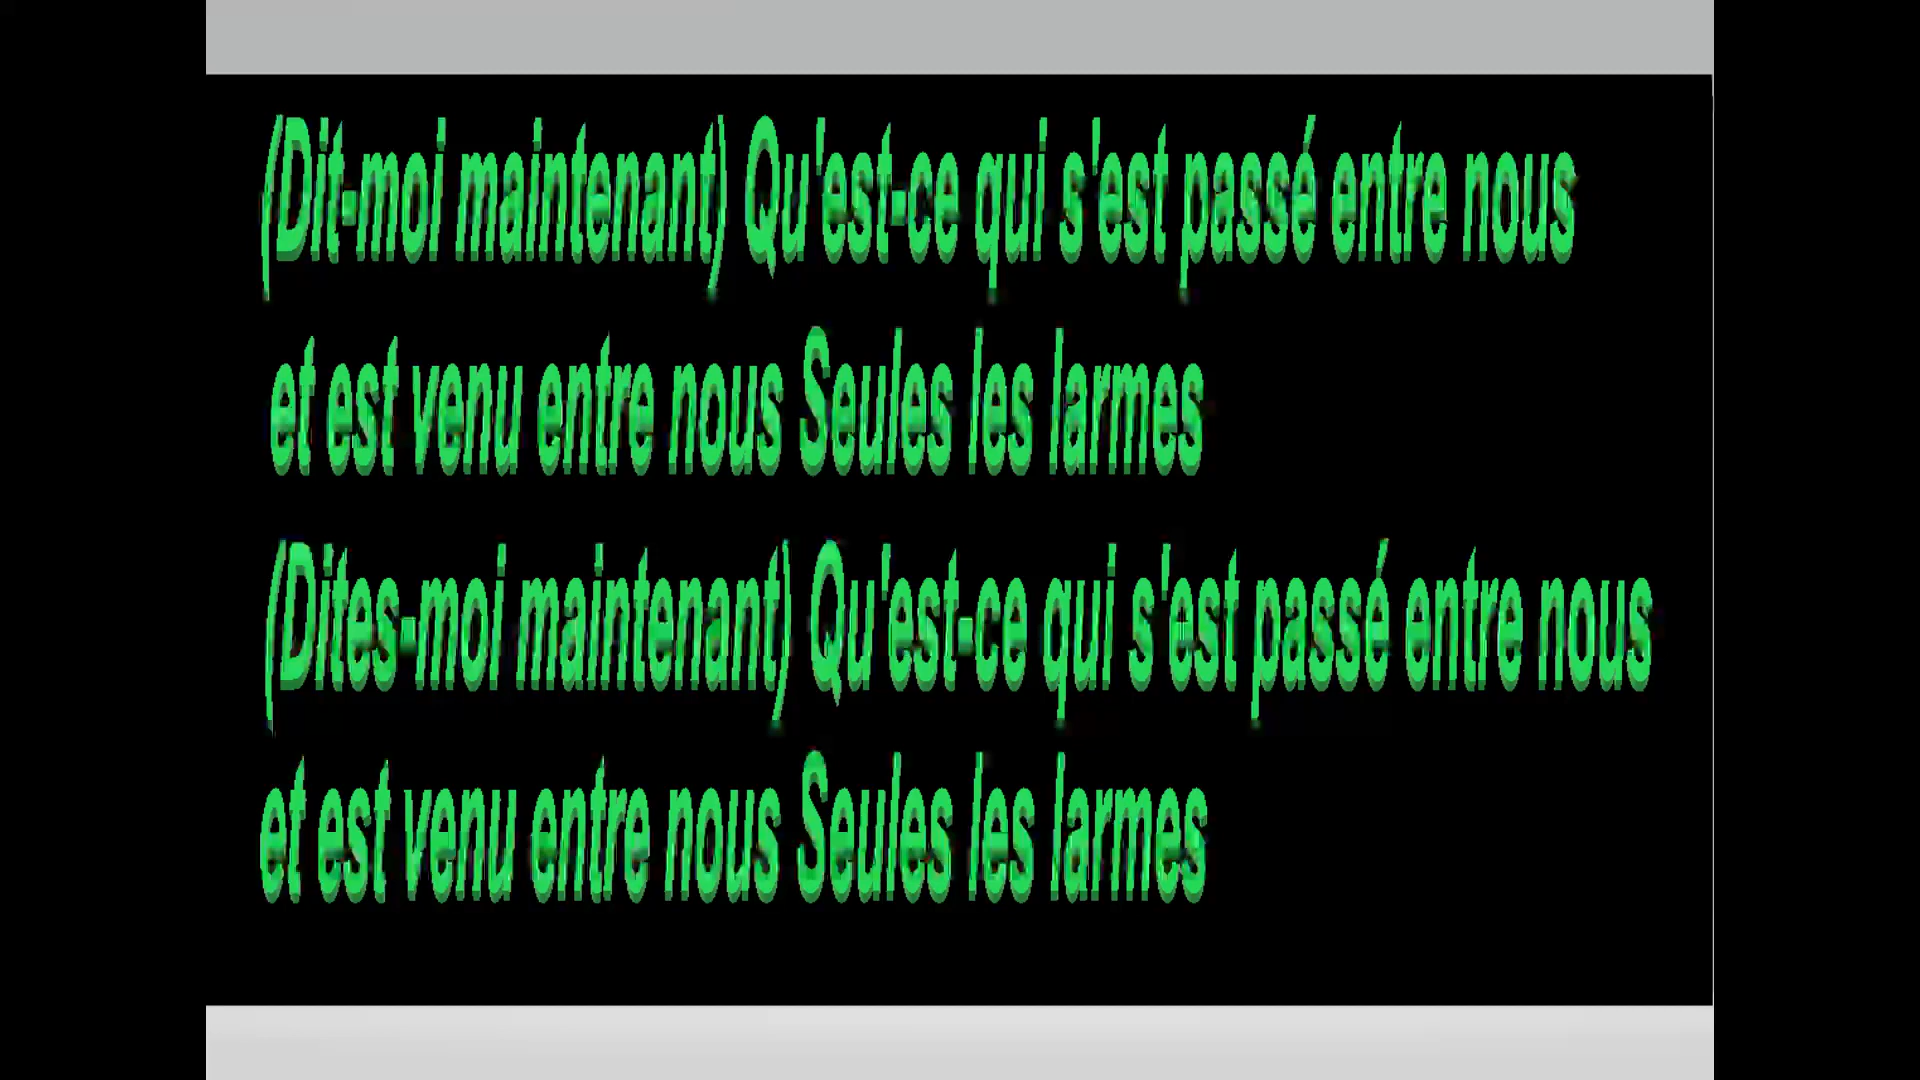 (Dit-moi maintenant) Qu'est-ce qui s'est passé entre nous
et est venu entre nous Seules les larmes
(Dites-moi maintenant) Qu'est-ce qui s'est passé entre nous
et est venu entre nous Seules les larmes